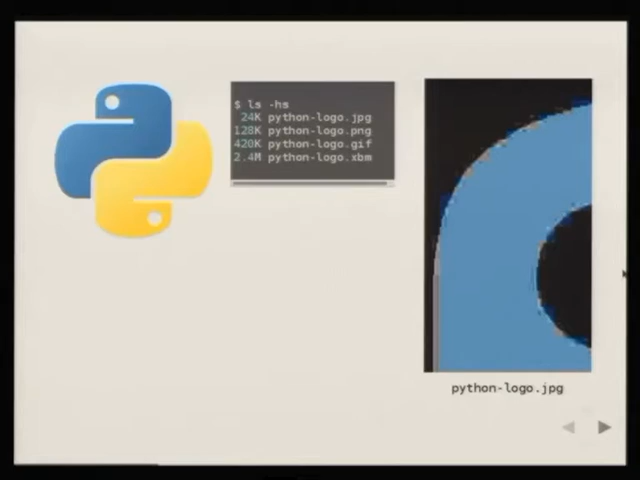 $ ls -hs
24K python-logo.jpg
128K python-logo.png
420K python-logo.gif
2.4M python-logo.xbm
python-logo.jpg